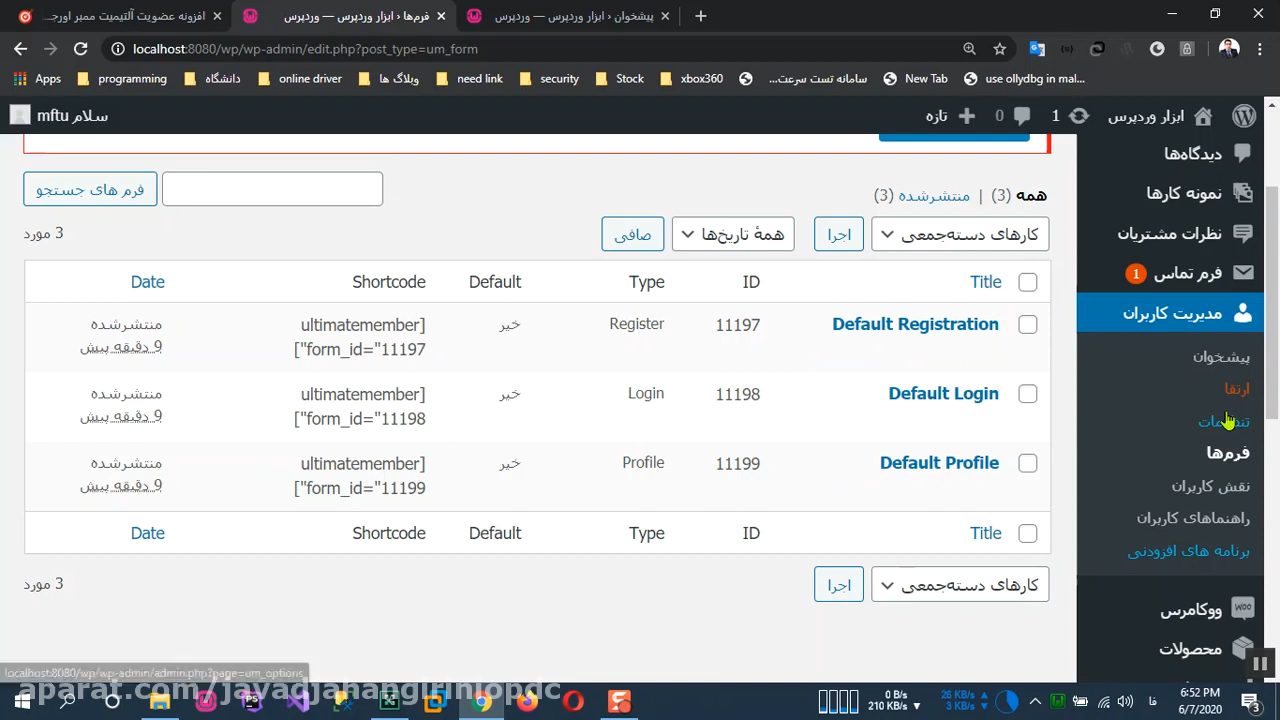 افزونه عضویت آلتیمیت ممبر اورجـ
فرم‌ها ‹ ابزار وردپرس — وردپرس
پیشخوان ‹ ابزار وردپرس — وردپرس
localhost:8080/wp/wp-admin/edit.php?post_type=um_form
Apps
programming
دانشگاه
online driver
وبلاگ ها
need link
security
Stock
xbox360
سامانه تست سرعت...
New Tab
use ollydbg in mal...
سلام mftu
تازه
0
1
ابزار وردپرس
دیدگاه‌ها
نمونه کارها
نظرات مشتریان
فرم تماس 1
مدیریت کاربران
پیشخوان
ارتقا
فرم‌ها
نقش کاربران
راهنماهای کاربران
برنامه های افزودنی
ووکامرس
محصولات
همه (3) | منتشرشده (3)
فرم های جستجو
کارهای دسته‌جمعی
اجرا
همهٔ تاریخ‌ها
صافی
3 مورد
Title
ID
Type
Default
Shortcode
Date
Default Registration
11197
Register
خیر
ultimatemember]
["form_id="11197
منتشرشده
9 دقیقه پیش
Default Login
11198
Login
خیر
ultimatemember]
["form_id="11198
منتشرشده
9 دقیقه پیش
Default Profile
11199
Profile
خیر
ultimatemember]
["form_id="11199
منتشرشده
9 دقیقه پیش
Title
ID
Type
Default
Shortcode
Date
کارهای دسته‌جمعی
اجرا
3 مورد
localhost:8080/wp/wp-admin/admin.php?page=um_options
0 B/s
210 KB/s
26 KB/s
3 KB/s
فا
6:52 PM
6/7/2020
3